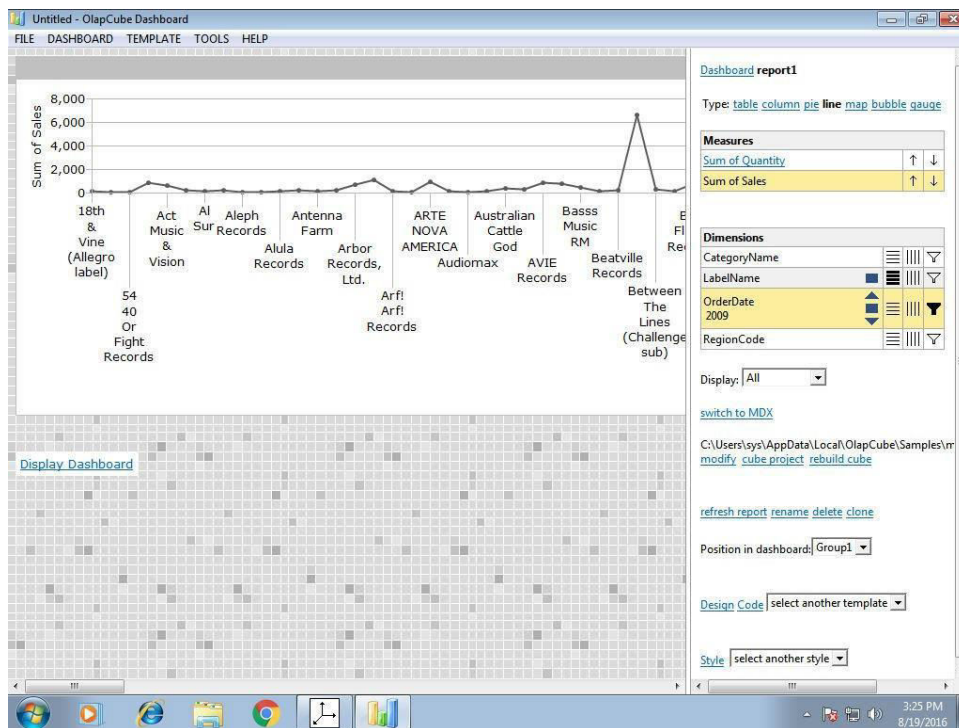 Untitled - OlapCube Dashboard
FILE DASHBOARD TEMPLATE TOOLS HELP
Sum of Sales
8,000
6,000
4,000
2,000
0
18th
&
Vine
(Allegro
label)
54
40
Or
Fight
Records
Act
Music
&
Vision
Al
Sur
Aleph
Records
Alula
Records
Antenna
Farm
Arbor
Records,
Ltd.
Arf!
Arf!
Records
ARTE
NOVA
AMERICA
Audiomax
Australian
Cattle
God
AVIE
Records
Basss
Music
RM
Beatville
Records
Between
The
Lines
(Challenge
sub)
Display Dashboard
Dashboard report1
Type: table column pie line map bubble gauge
Measures
Sum of Quantity ↑ ↓
Sum of Sales ↑ ↓
Dimensions
CategoryName
LabelName
OrderDate
2009
RegionCode
Display: All
switch to MDX
C:\Users\sys\AppData\Local\OlapCube\Samples\m
modify cube project rebuild cube
refresh report rename delete clone
Position in dashboard: Group1
Design Code select another template
Style select another style
3:25 PM
8/19/2016